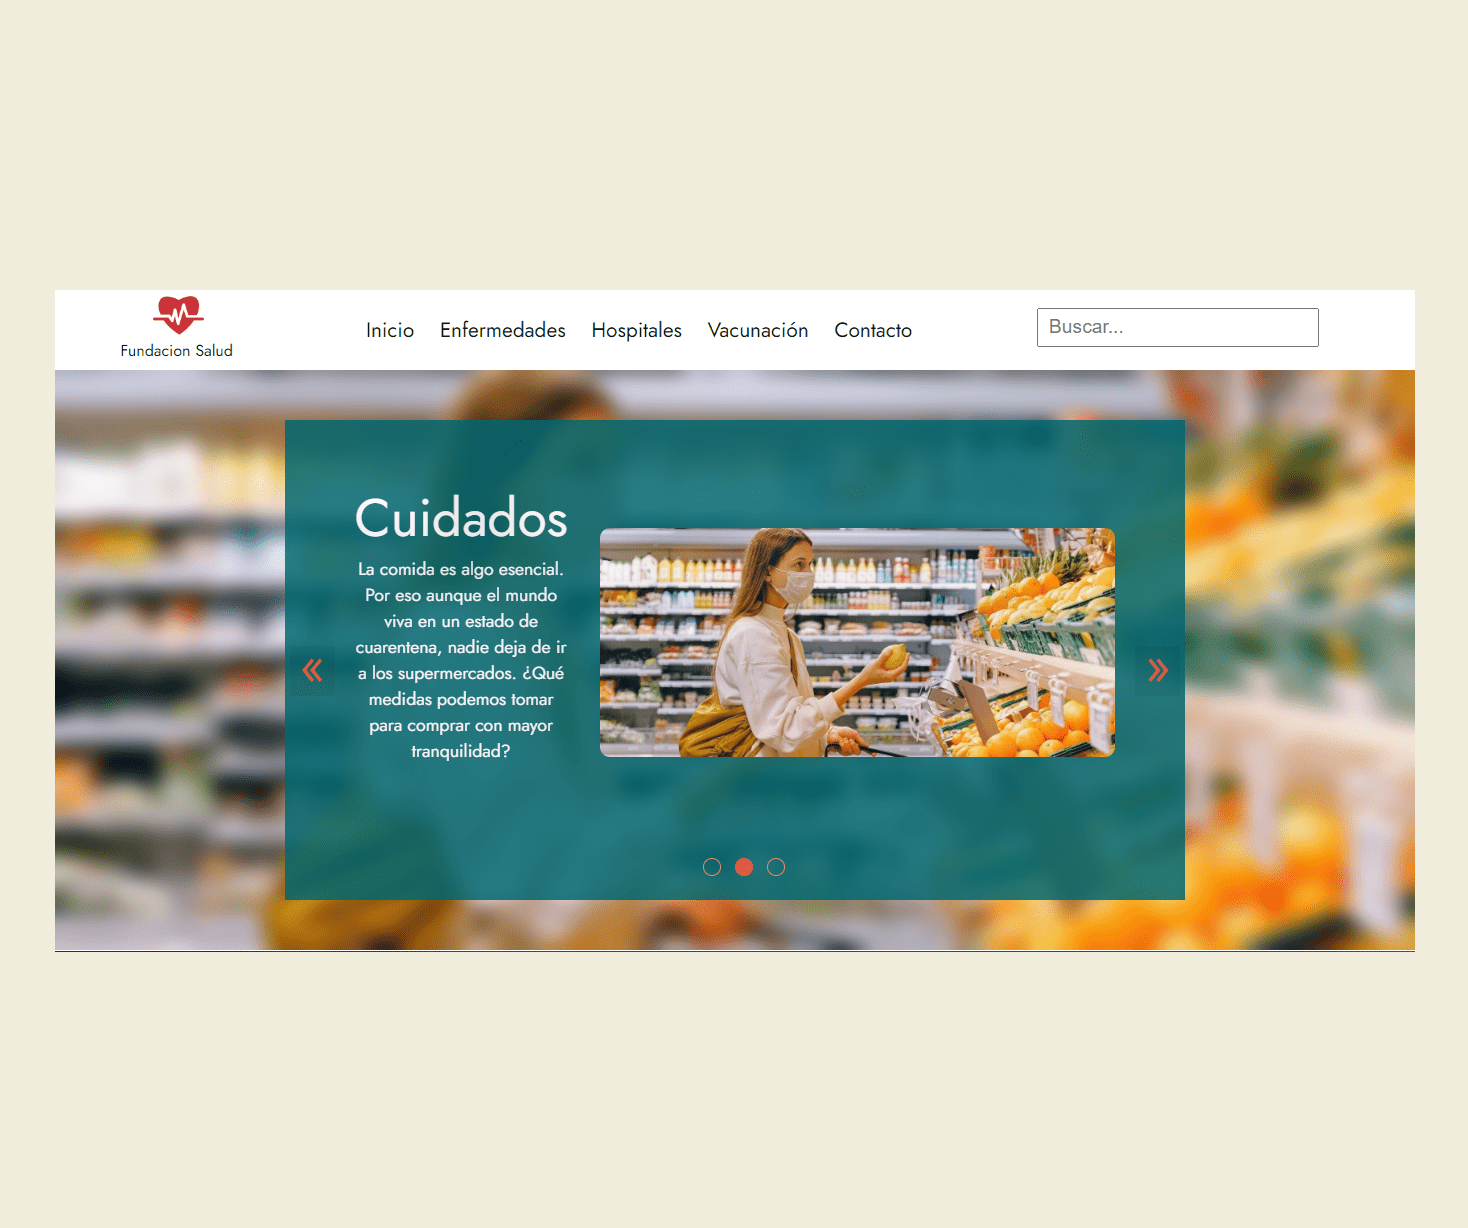 Fundacion Salud
Inicio Enfermedades Hospitales Vacunación Contacto
Buscar...
Cuidados
La comida es algo esencial.
Por eso aunque el mundo
viva en un estado de
cuarentena, nadie deja de ir
a los supermercados. ¿Qué
medidas podemos tomar
para comprar con mayor
tranquilidad?